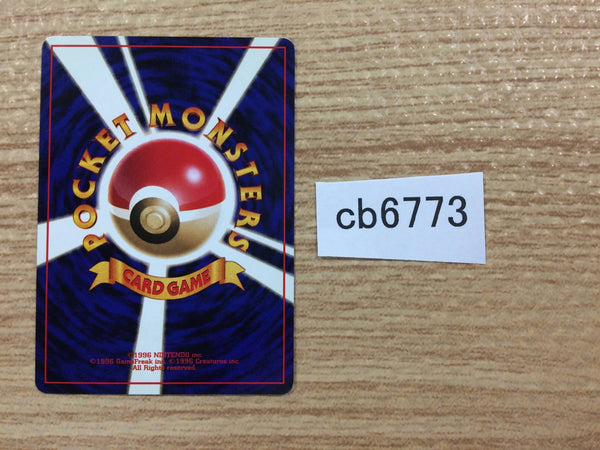 POCKET MONSTERS
CARD GAME
©1996 NINTENDO inc.
©1996 GameFreak inc. ©1996 Creatures inc.
All Rights reserved.
cb6773